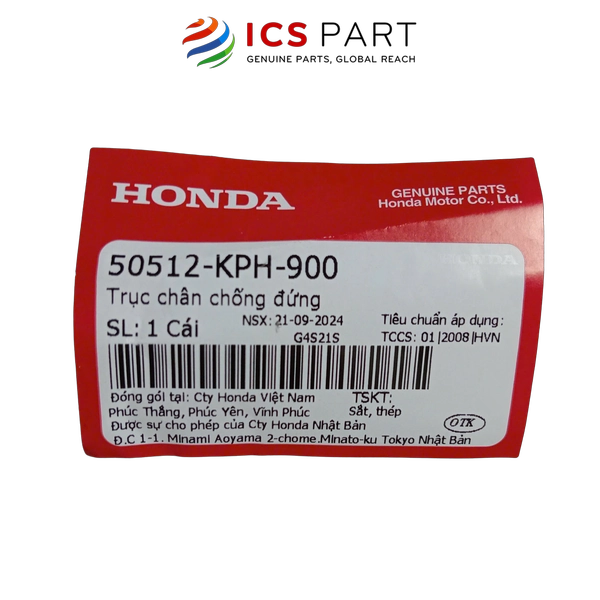 ICS PART
GENUINE PARTS, GLOBAL REACH
HONDA
GENUINE PARTS
Honda Motor Co., Ltd.
50512-KPH-900
Trục chân chống đứng
SL: 1 Cái
NSX: 21-09-2024
G4S21S
Tiêu chuẩn áp dụng:
TCCS: 01|2008|HVN
Đóng gói tại: Cty Honda Việt Nam
Phúc Thắng, Phúc Yên, Vĩnh Phúc
TSKT:
Sắt, thép
Được sự cho phép của Cty Honda Nhật Bản
Đ.C 1-1. Minami Aoyama 2-chome.Minato-ku Tokyo Nhật Bản
OTK
HONDA